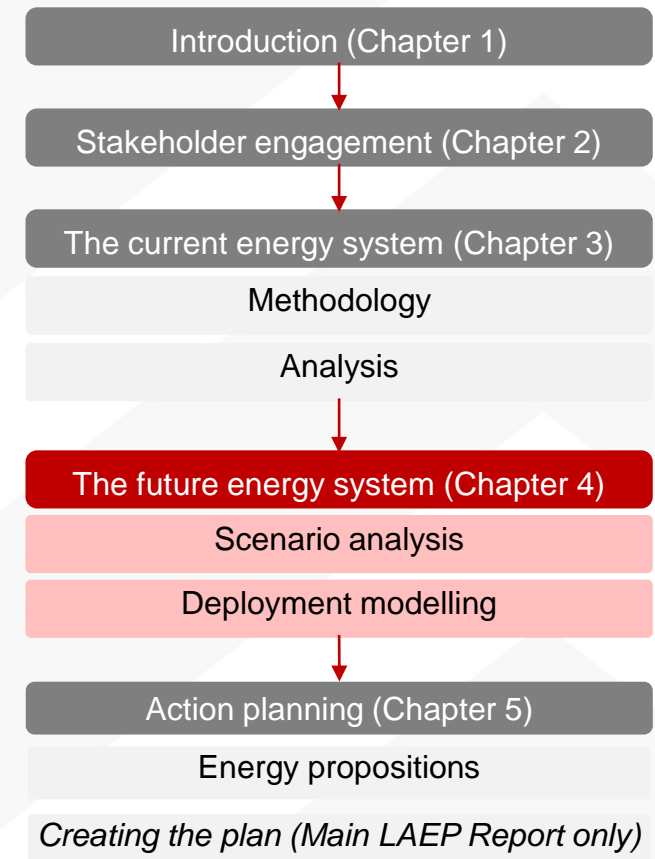 Introduction (Chapter 1)
Stakeholder engagement (Chapter 2)
The current energy system (Chapter 3)
Methodology
Analysis
The future energy system (Chapter 4)
Scenario analysis
Deployment modelling
Action planning (Chapter 5)
Energy propositions
Creating the plan (Main LAEP Report only)